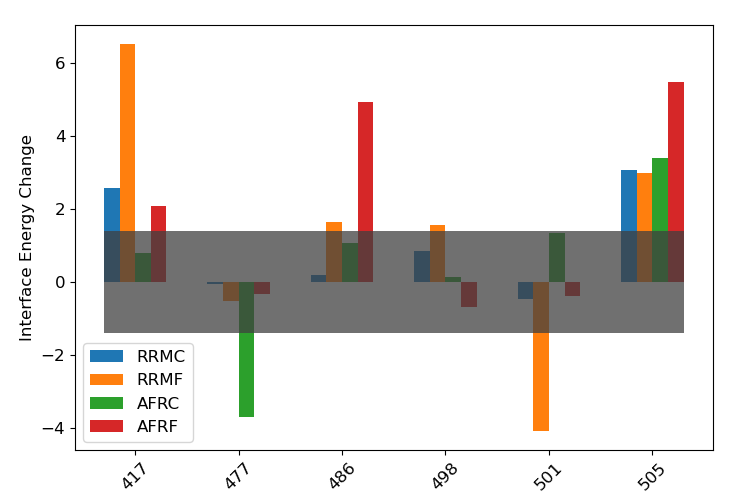 Interface Energy Change
6
4
2
0
−2
−4
RRMC
RRMF
AFRC
AFRF
417
477
486
498
501
505